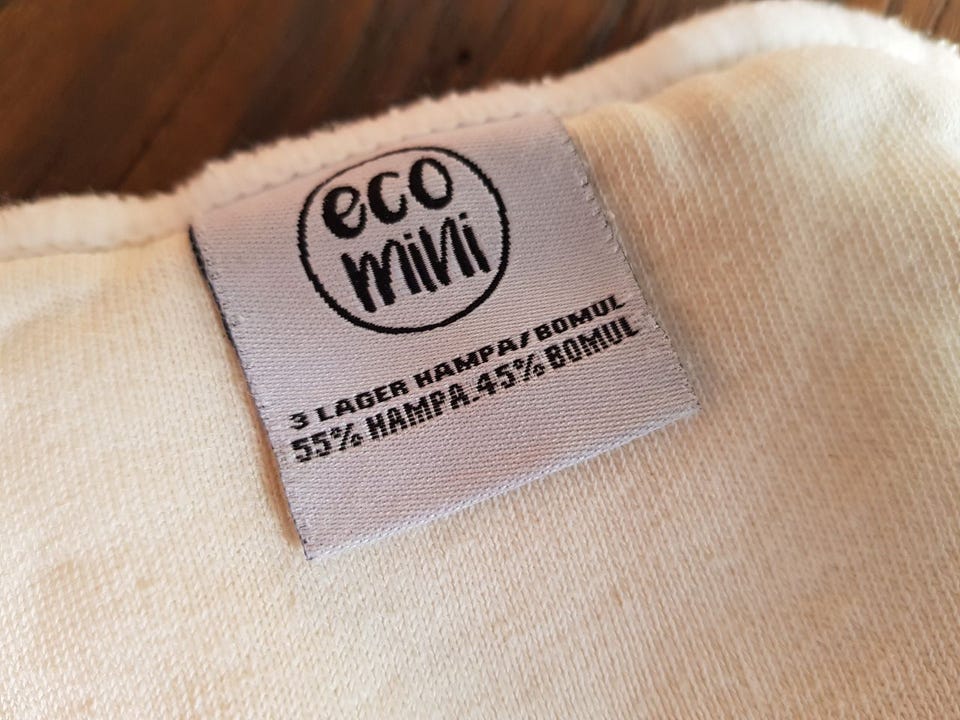 eco
mini
3 LAGER HAMPA/BOMUL
55% HAMPA.45% BOMUL